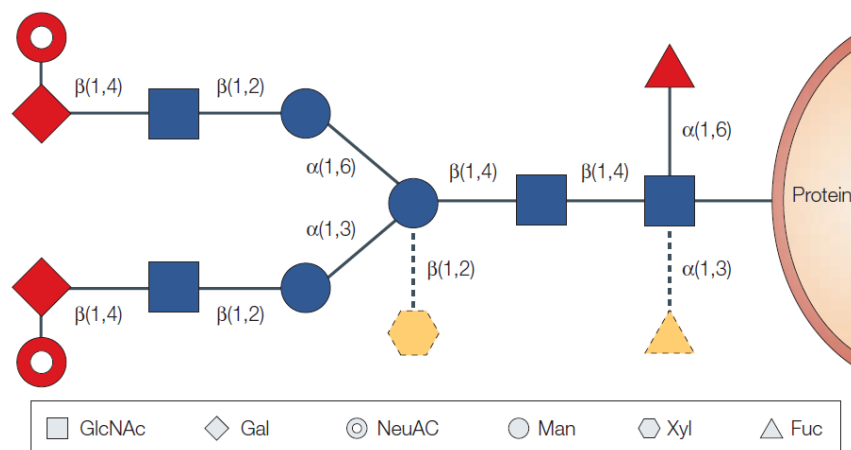 β(1,4) β(1,2)
α(1,6) α(1,6)
β(1,4) β(1,4)
Protein
α(1,3) β(1,2) α(1,3)
β(1,4) β(1,2)
GlcNAc Gal NeuAC Man Xyl Fuc